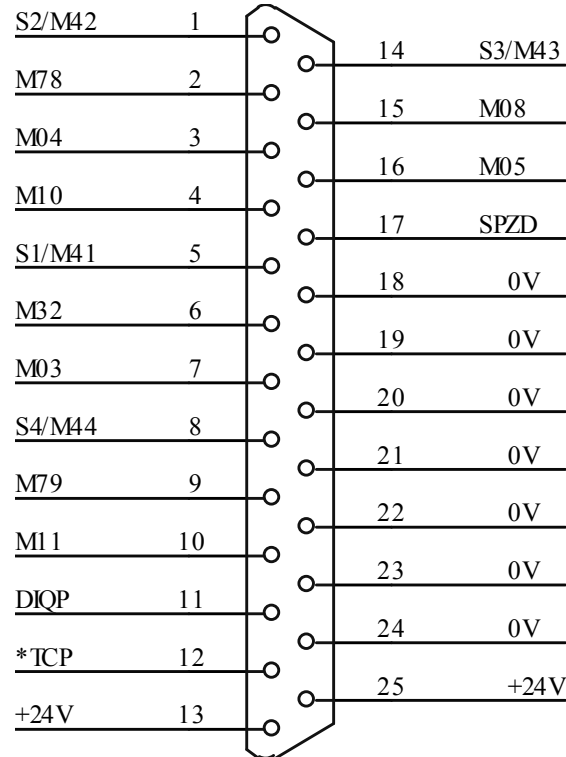 S2/M42 1
14 S3/M43
M78 2
15 M08
M04 3
16 M05
M10 4
17 SPZD
S1/M41 5
18 0V
M32 6
19 0V
M03 7
20 0V
S4/M44 8
21 0V
M79 9
22 0V
M11 10
23 0V
DIQP 11
24 0V
*TCP 12
25 +24V
+24V 13